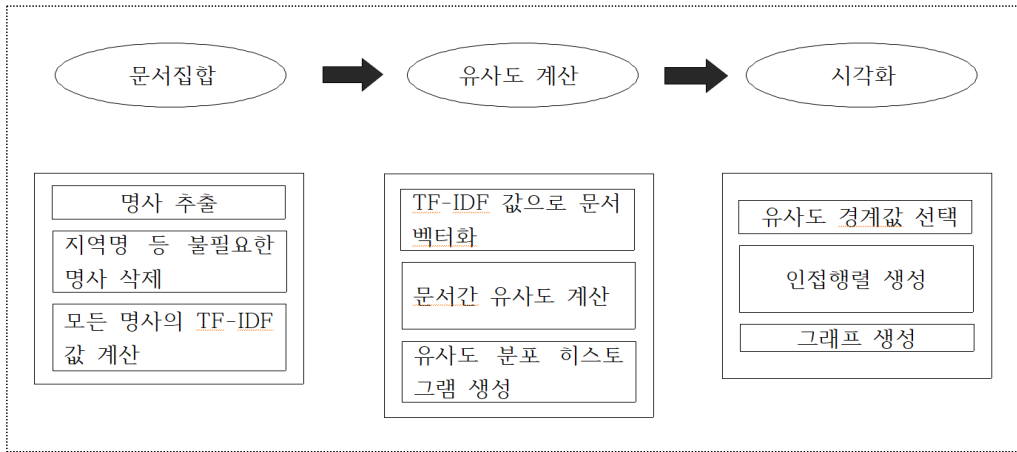 문서집합
유사도 계산
시각화
명사 추출
지역명 등 불필요한
명사 삭제
모든 명사의 TF-IDF
값 계산
TF-IDF 값으로 문서
벡터화
문서간 유사도 계산
유사도 분포 히스토
그램 생성
유사도 경계값 선택
인접행렬 생성
그래프 생성